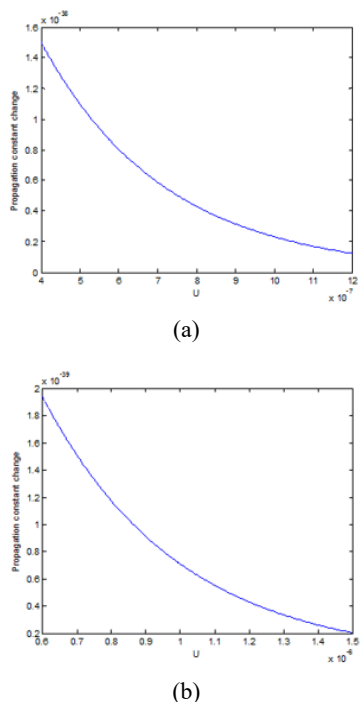 x 10^-38
1.6
1.4
1.2
1
0.8
0.6
0.4
0.2
0
Propagation constant change
4 5 6 7 8 9 10 11 12
U
x 10^-7
(a)
x 10^-39
2
1.8
1.6
1.4
1.2
1
0.8
0.6
0.4
0.2
Propagation constant change
0.6 0.7 0.8 0.9 1 1.1 1.2 1.3 1.4 1.5
U
x 10^-6
(b)